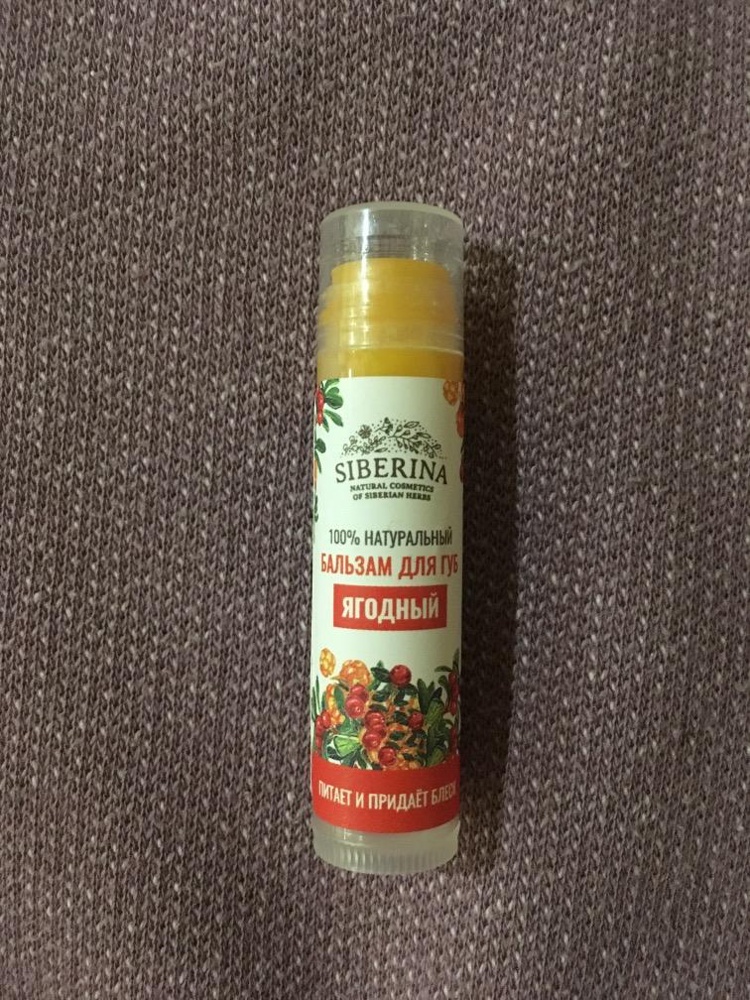 SIBERINA
NATURAL COSMETICS
OF SIBERIAN HERBS
100% НАТУРАЛЬНЫЙ
БАЛЬЗАМ ДЛЯ ГУБ
ЯГОДНЫЙ
ПИТАЕТ И ПРИДАЁТ БЛЕСК